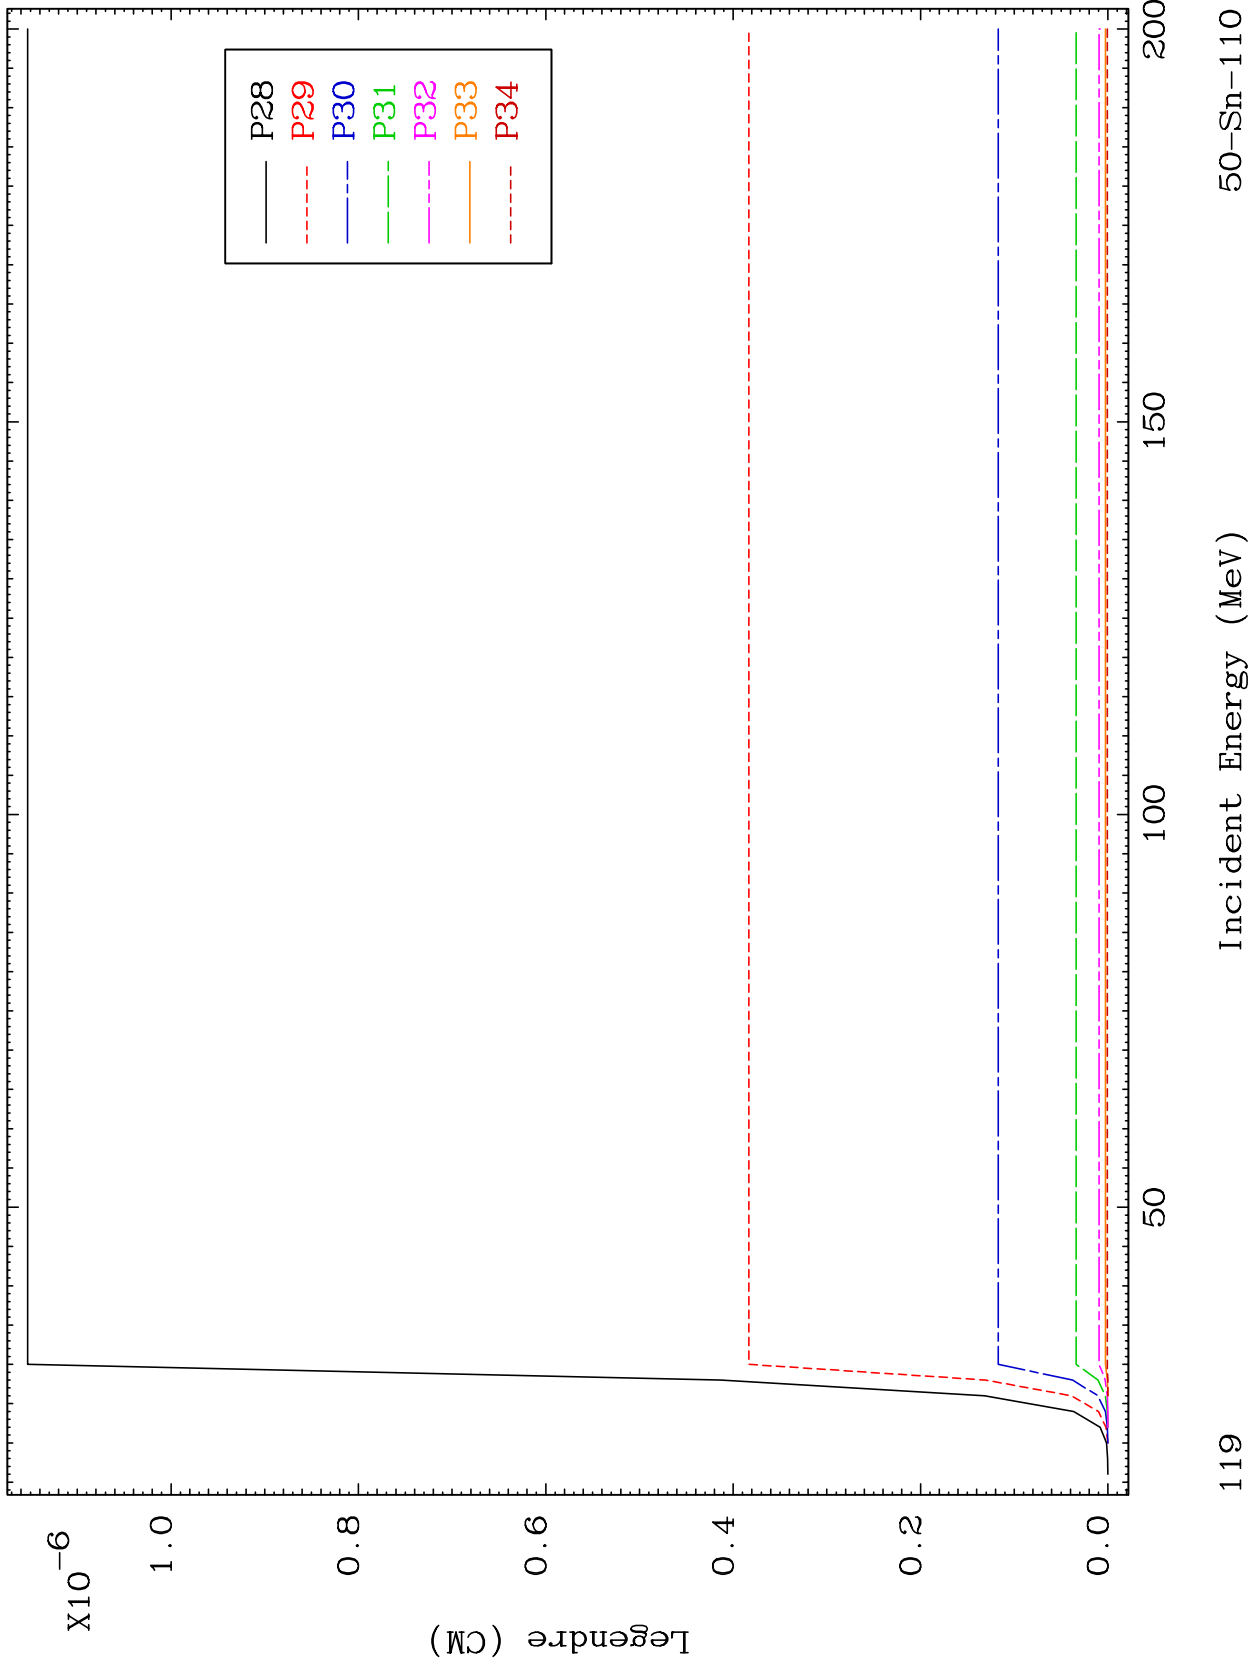 X10-6
1.0
0.8
0.6
0.4
0.2
0.0
Legendre (CM)
P28
P29
P30
P31
P32
P33
P34
50
100
150
200
Incident Energy (MeV)
119
50-Sn-110